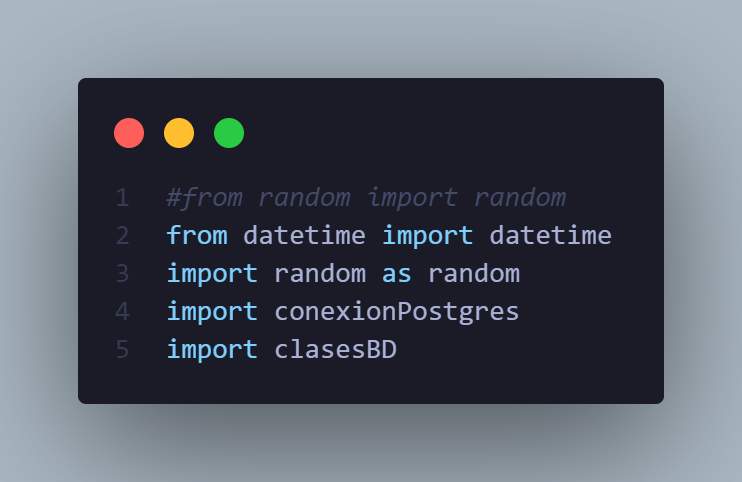 1 #from random import random
2 from datetime import datetime
3 import random as random
4 import conexionPostgres
5 import clasesBD